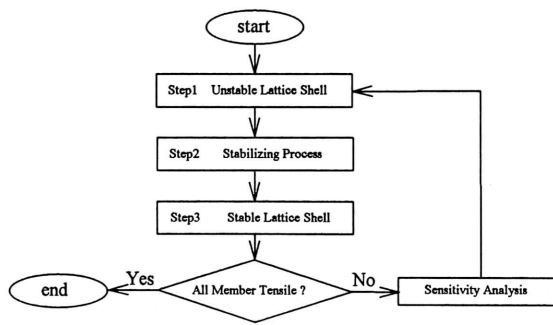 start
Step1 Unstable Lattice Shell
Step2 Stabilizing Process
Step3 Stable Lattice Shell
All Member Tensile ?
Yes
No
end
Sensitivity Analysis